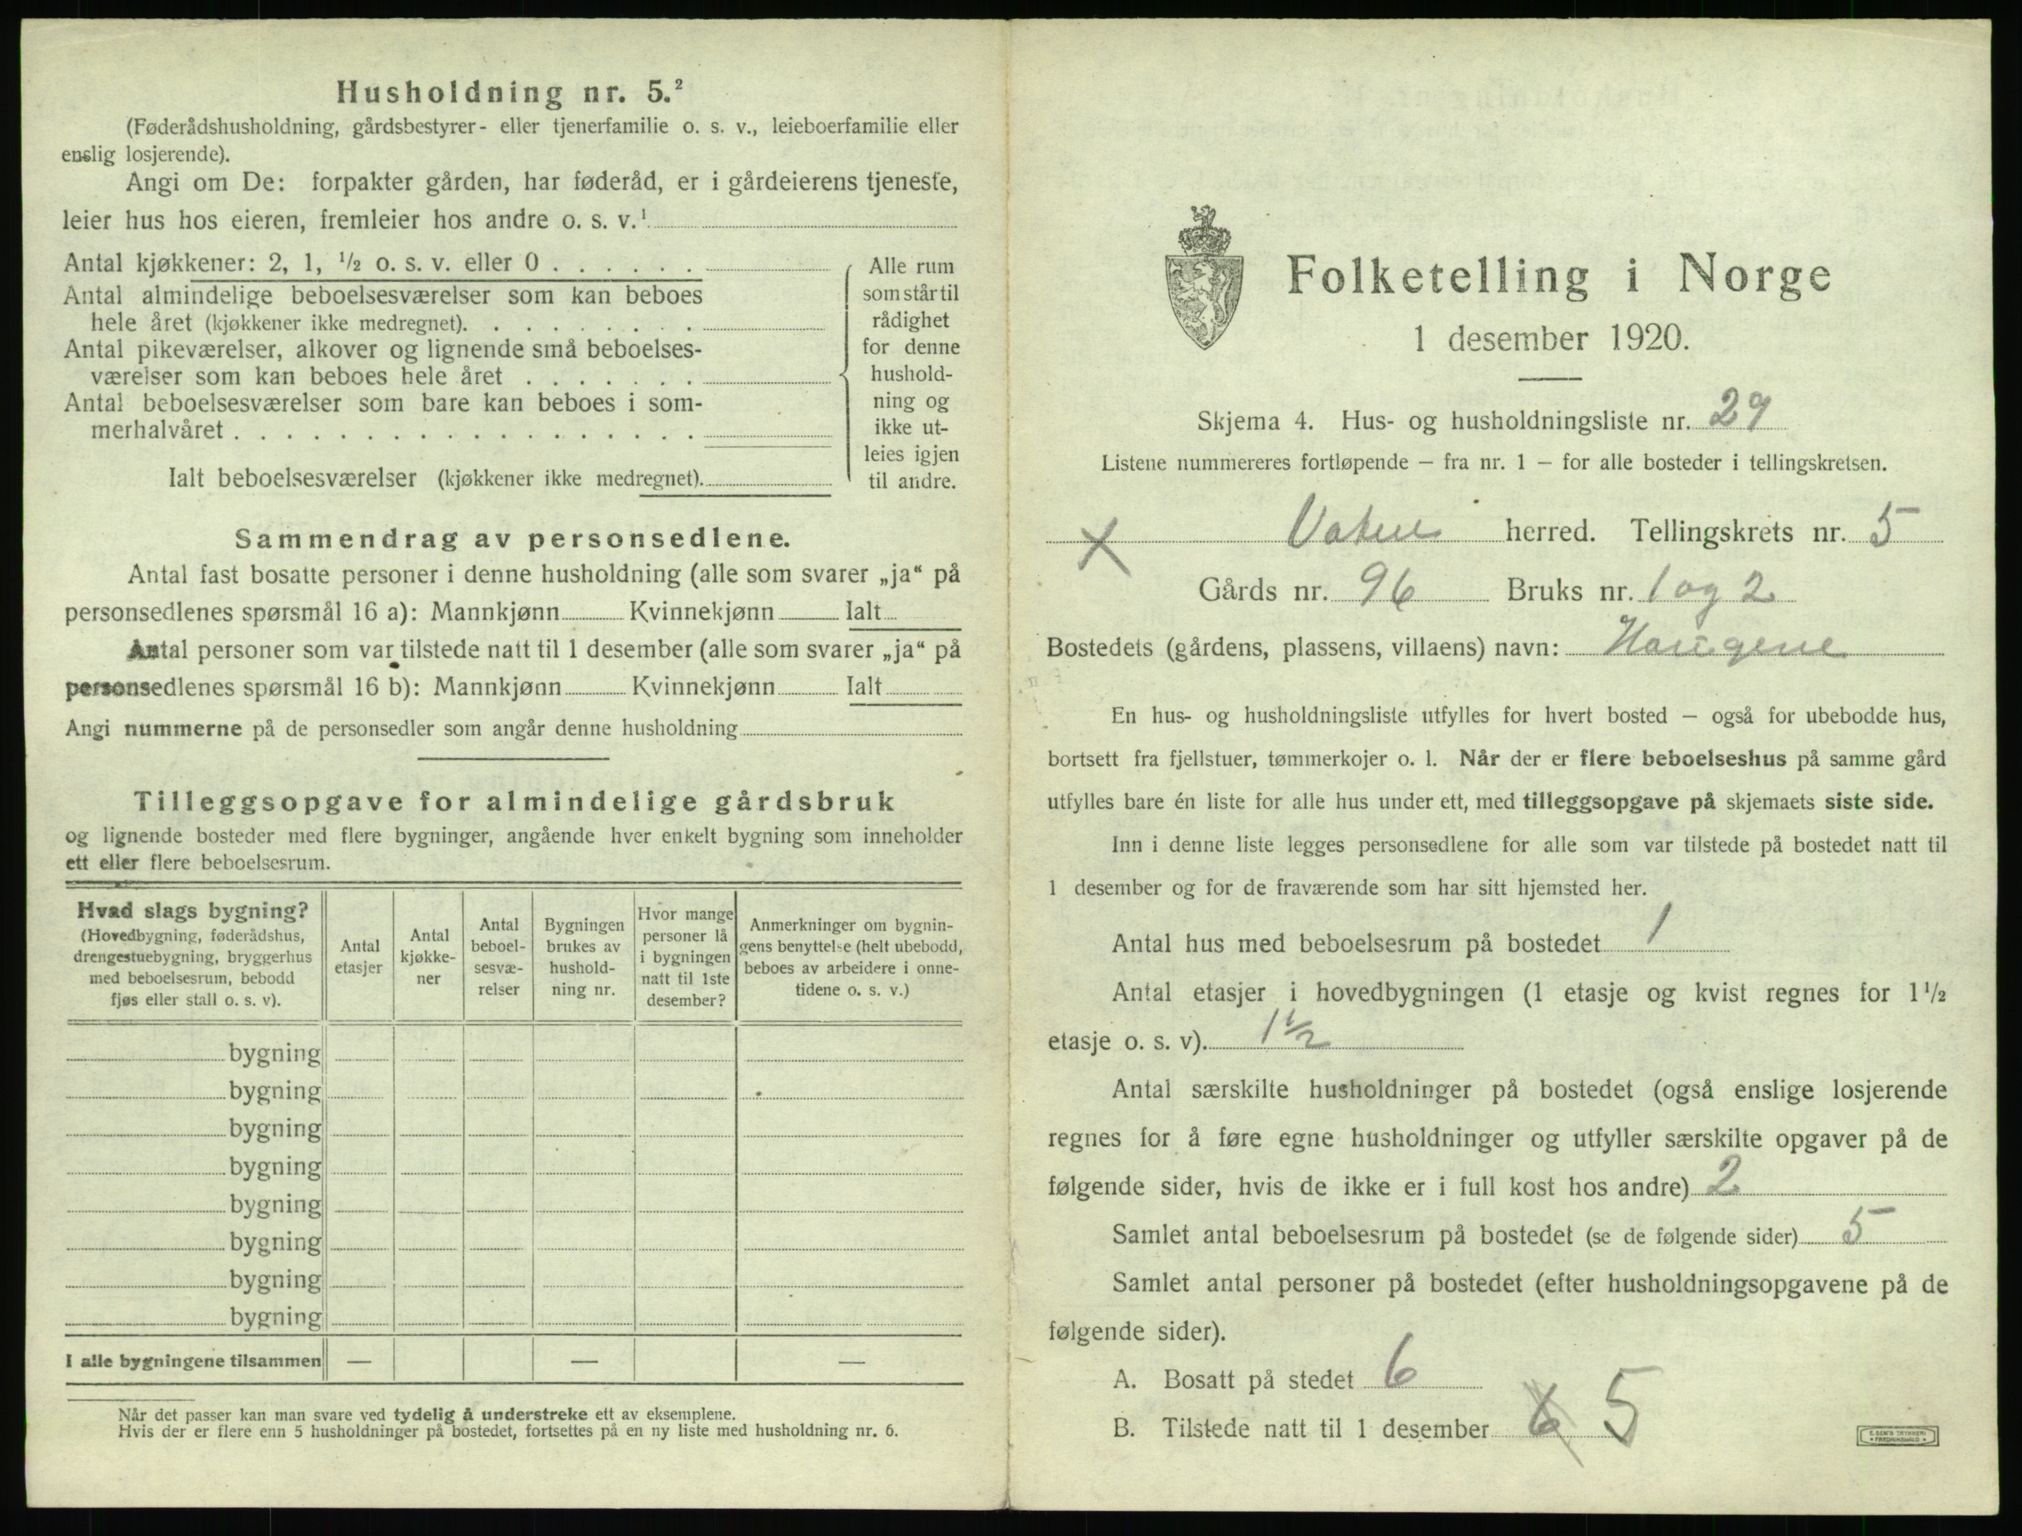 Husholdning nr. 5.²
(Føderådshusholdning, gårdsbestyrer- eller tjenerfamilie o. s. v., leieboerfamilie eller
enslig losjerende).
Angi om De: forpakter gården, har føderåd, er i gårdeierens tjeneste,
leier hus hos eieren, fremleier hos andre o. s. v.¹
Antal kjøkkener: 2, 1, ½ o. s. v. eller 0 . . . . . .
Antal almindelige beboelsesværelser som kan beboes
hele året (kjøkkener ikke medregnet). . . . . . . . .
Antal pikeværelser, alkover og lignende små beboelses-
værelser som kan beboes hele året . . . . . . .
Antal beboelsesværelser som bare kan beboes i som-
merhalvåret . . . . . . . . . . . . . . . . .
Ialt beboelsesværelser (kjøkkener ikke medregnet).
Alle rum
som står til
rådighet
for denne
hushold-
ning og
ikke ut-
leies igjen
til andre.
Sammendrag av personsedlene.
Antal fast bosatte personer i denne husholdning (alle som svarer „ja“ på
personsedlenes spørsmål 16 a): Mannkjønn Kvinnekjønn Ialt
Antal personer som var tilstede natt til 1 desember (alle som svarer „ja“ på
personsedlenes spørsmål 16 b): Mannkjønn Kvinnekjønn Ialt
Angi nummerne på de personsedler som angår denne husholdning
Tilleggsopgave for almindelige gårdsbruk
og lignende bosteder med flere bygninger, angående hver enkelt bygning som inneholder
ett eller flere beboelsesrum.
Hvad slags bygning?
(Hovedbygning, føderådshus,
drengestuebygning, bryggerhus
med beboelsesrum, bebodd
fjøs eller stall o. s. v).
Antal
etasjer
Antal
kjøkke-
ner
Antal
beboel-
sesvæ-
relser
Bygningen
brukes av
hushold-
ning nr.
Hvor mange
personer lå
i bygningen
natt til 1ste
desember?
Anmerkninger om bygnin-
gens benyttelse (helt ubebodd,
beboes av arbeidere i onne-
tidene o. s. v.)
bygning
bygning
bygning
bygning
bygning
bygning
bygning
bygning
I alle bygningene tilsammen — — —
Når det passer kan man svare ved tydelig å understreke ett av eksemplene.
Hvis der er flere enn 5 husholdninger på bostedet, fortsettes på en ny liste med husholdning nr. 6.
Folketelling i Norge
1 desember 1920.
Skjema 4. Hus- og husholdningsliste nr. 29
Listene nummereres fortløpende – fra nr. 1 – for alle bosteder i tellingskretsen.
X Vatne herred. Tellingskrets nr. 5
Gårds nr. 96 Bruks nr. 1 og 2
Bostedets (gårdens, plassens, villaens) navn: Haugene
En hus- og husholdningsliste utfylles for hvert bosted – også for ubebodde hus,
bortsett fra fjellstuer, tømmerkojer o. l. Når der er flere beboelseshus på samme gård
utfylles bare én liste for alle hus under ett, med tilleggsopgave på skjemaets siste side.
Inn i denne liste legges personsedlene for alle som var tilstede på bostedet natt til
1 desember og for de fraværende som har sitt hjemsted her.
Antal hus med beboelsesrum på bostedet 1
Antal etasjer i hovedbygningen (1 etasje og kvist regnes for 1½
etasje o. s. v). 1½
Antal særskilte husholdninger på bostedet (også enslige losjerende
regnes for å føre egne husholdninger og utfyller særskilte opgaver på de
følgende sider, hvis de ikke er i full kost hos andre) 2
Samlet antal beboelsesrum på bostedet (se de følgende sider) 5
Samlet antal personer på bostedet (efter husholdningsopgavene på de
følgende sider).
A. Bosatt på stedet 6
B. Tilstede natt til 1 desember 6 5